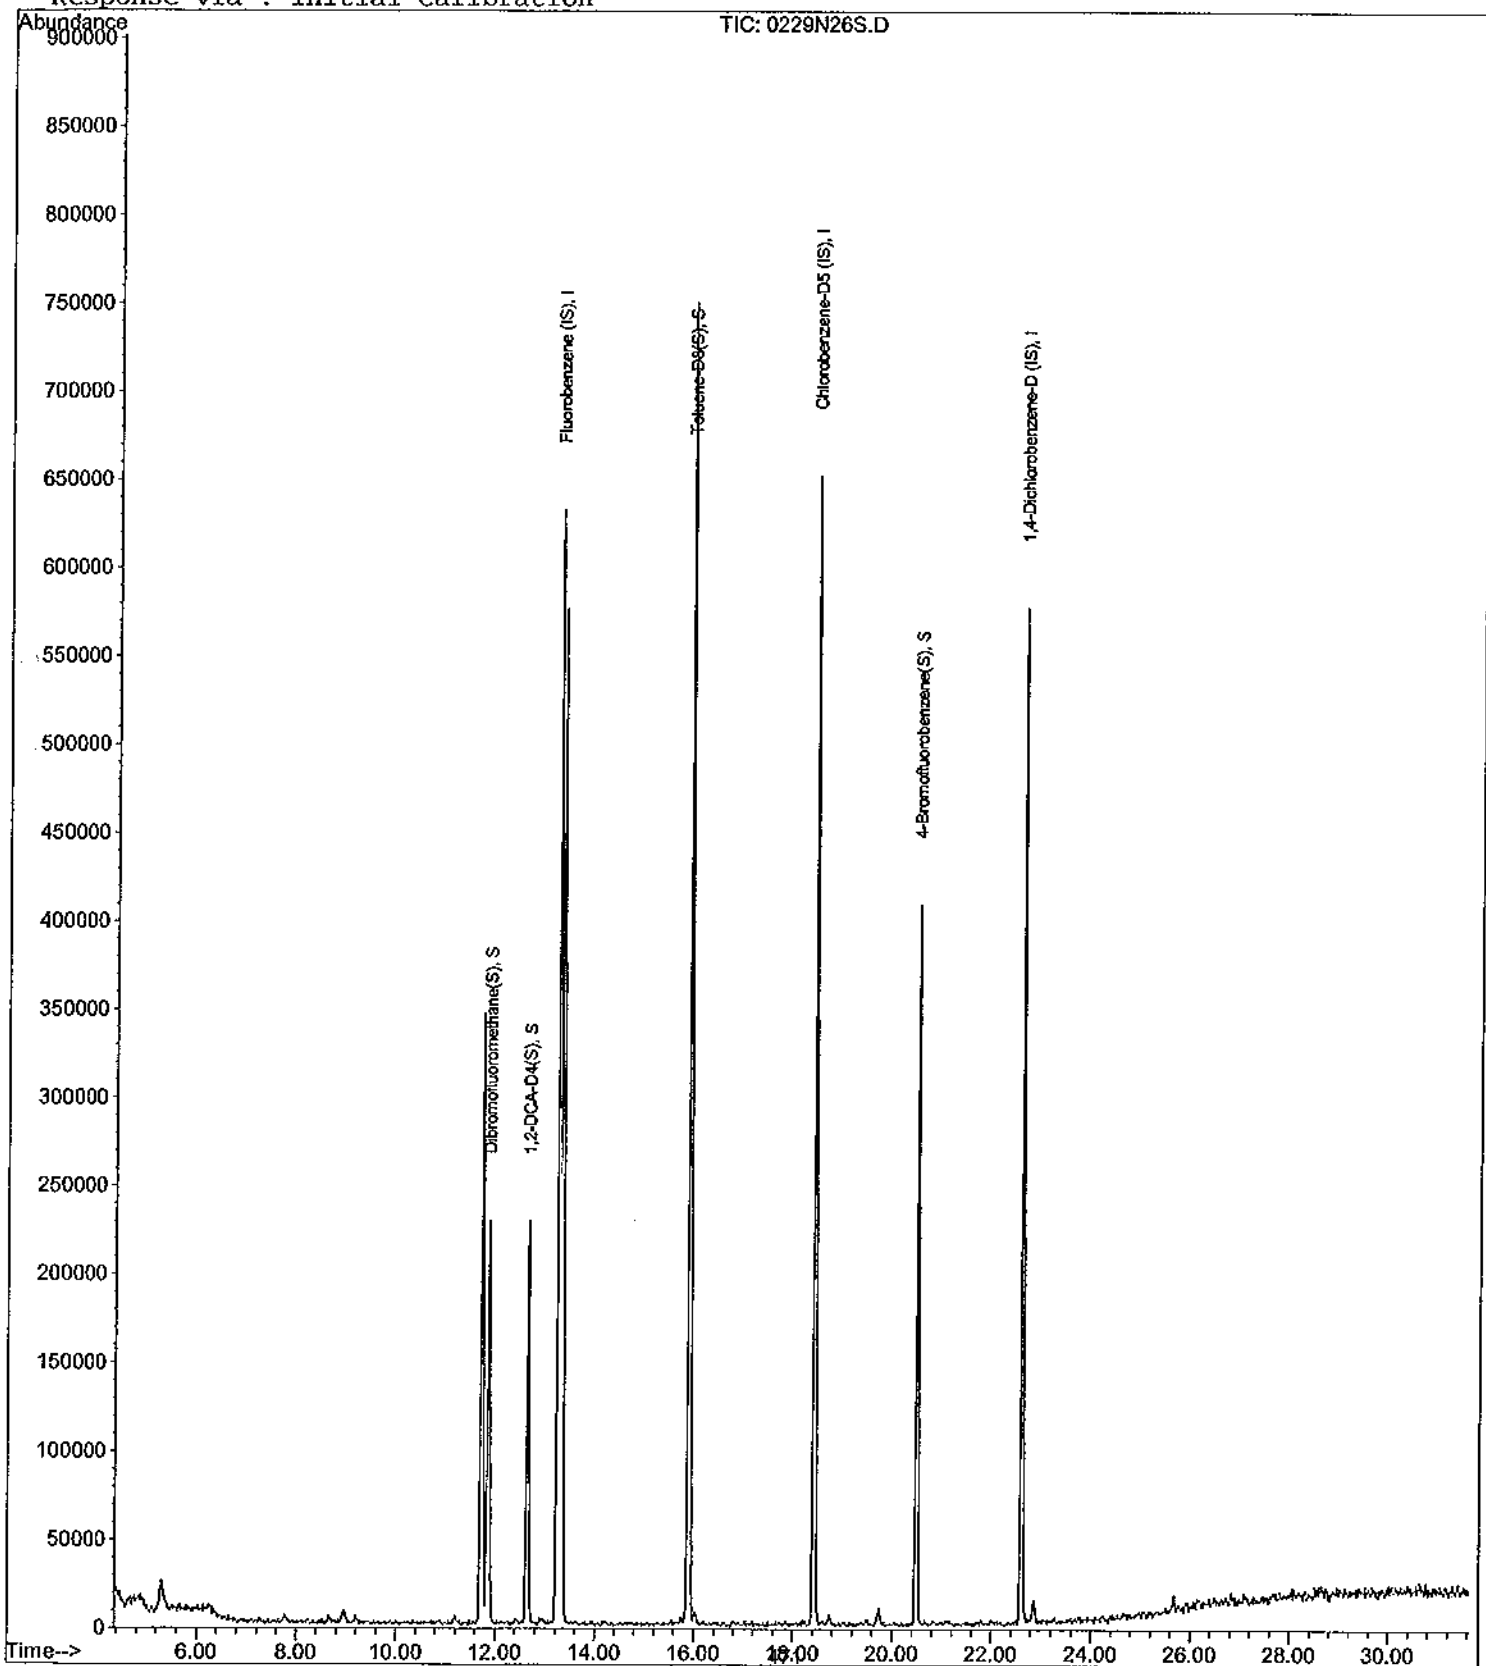 Response via : Initial Calibration
Abundance
TIC: 0229N26S.D
900000
850000
800000
750000
700000
650000
600000
550000
500000
450000
400000
350000
300000
250000
200000
150000
100000
50000
0
Dibromofluoromethane(S), S
1,2-DCA-D4(S), S
Fluorobenzene (IS), I
Toluene-D8(S), S
Chlorobenzene-D5 (IS), I
4-Bromofluorobenzene(S), S
1,4-Dichlorobenzene-D (IS), I
Time--> 6.00 8.00 10.00 12.00 14.00 16.00 18.00 20.00 22.00 24.00 26.00 28.00 30.00